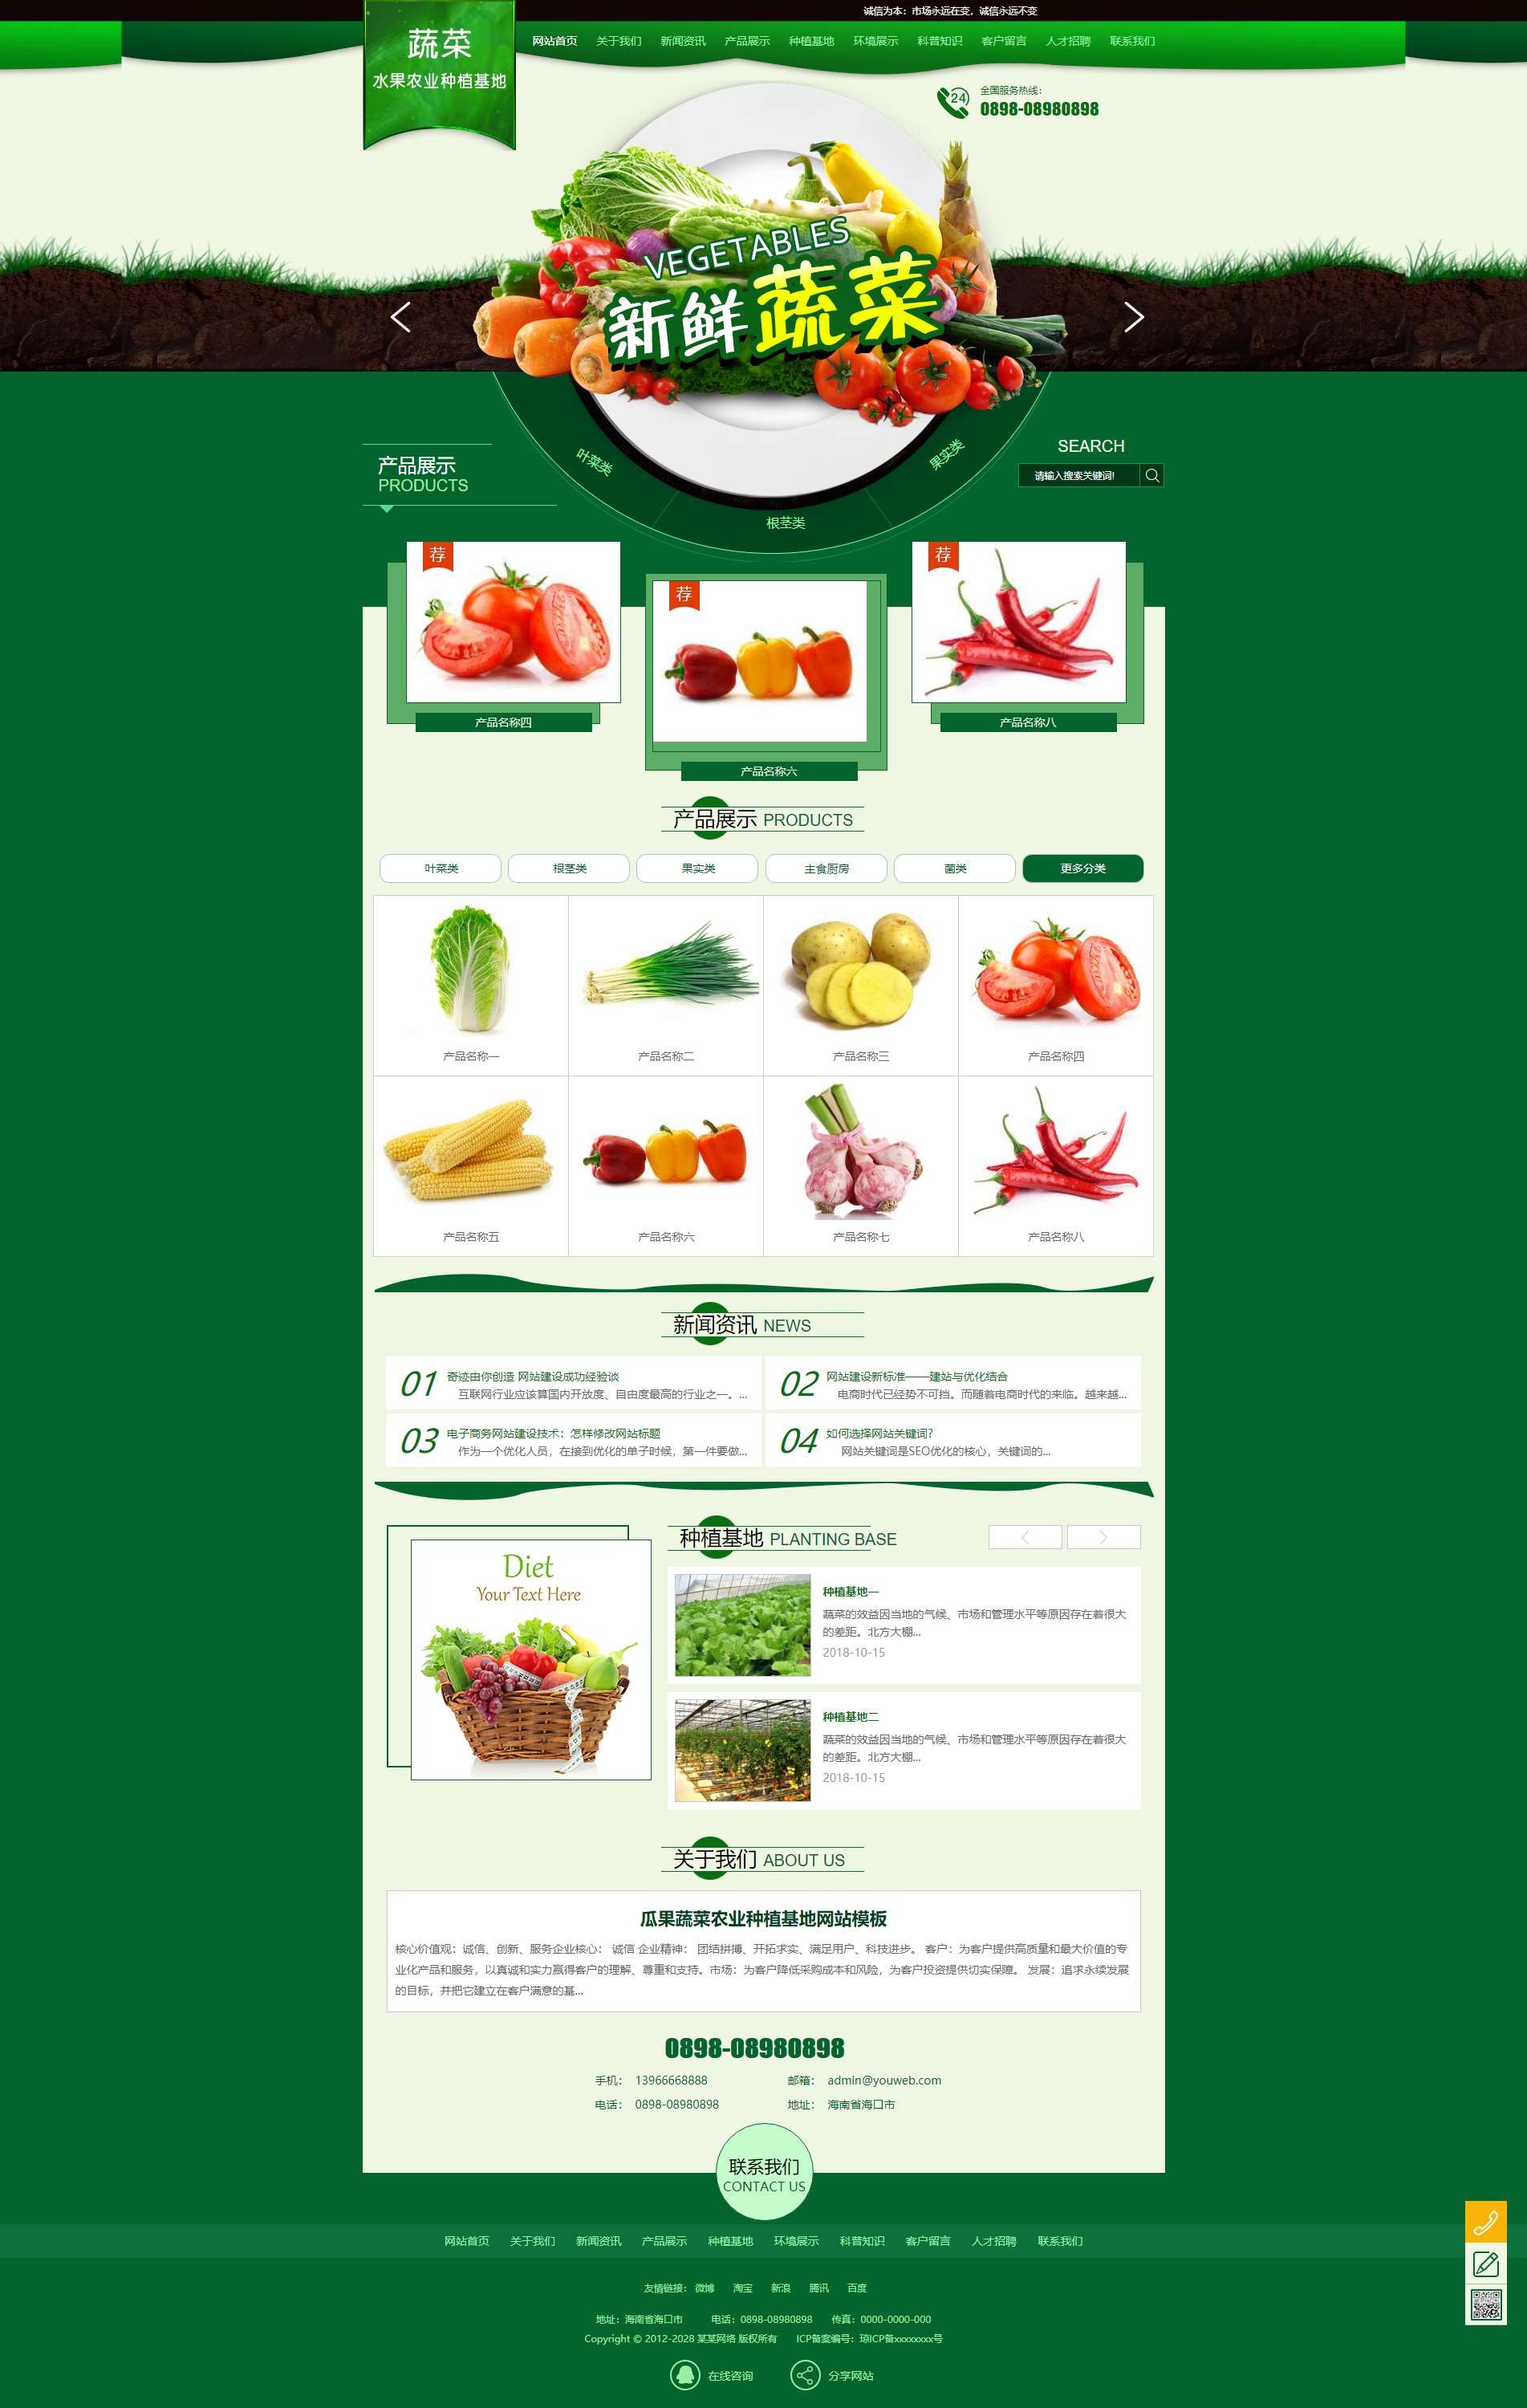 诚信为本：市场永远在变，诚信永远不变
蔬菜
水果农业种植基地
网站首页 关于我们 新闻资讯 产品展示 种植基地 环境展示 科普知识 客户留言 人才招聘 联系我们
24
全国服务热线：
0898-08980898
VEGETABLES
新鲜蔬菜
叶菜类
根茎类
果实类
产品展示
PRODUCTS
SEARCH
请输入搜索关键词!
荐
产品名称四
荐
产品名称六
荐
产品名称八
产品展示 PRODUCTS
叶菜类 根茎类 果实类 主食厨房 菌类 更多分类
产品名称一 产品名称二 产品名称三 产品名称四
产品名称五 产品名称六 产品名称七 产品名称八
新闻资讯 NEWS
01 奇迹由你创造 网站建设成功经验谈
互联网行业应该算国内开放度、自由度最高的行业之一。...
02 网站建设新标准——建站与优化结合
电商时代已经势不可挡。而随着电商时代的来临。越来越...
03 电子商务网站建设技术：怎样修改网站标题
作为一个优化人员，在接到优化的单子时候，第一件要做...
04 如何选择网站关键词?
网站关键词是SEO优化的核心，关键词的...
Diet
Your Text Here
种植基地 PLANTING BASE
种植基地一
蔬菜的效益因当地的气候、市场和管理水平等原因存在着很大
的差距。北方大棚...
2018-10-15
种植基地二
蔬菜的效益因当地的气候、市场和管理水平等原因存在着很大
的差距。北方大棚...
2018-10-15
关于我们 ABOUT US
瓜果蔬菜农业种植基地网站模板
核心价值观：诚信、创新、服务企业核心： 诚信 企业精神： 团结拼搏、开拓求实、满足用户、科技进步。 客户：为客户提供高质量和最大价值的专
业化产品和服务，以真诚和实力赢得客户的理解、尊重和支持。市场：为客户降低采购成本和风险，为客户投资提供切实保障。 发展：追求永续发展
的目标，并把它建立在客户满意的基...
0898-08980898
手机： 13966668888 邮箱： admin@youweb.com
电话： 0898-08980898 地址： 海南省海口市
联系我们
CONTACT US
网站首页 关于我们 新闻资讯 产品展示 种植基地 环境展示 科普知识 客户留言 人才招聘 联系我们
友情链接： 微博 淘宝 新浪 腾讯 百度
地址：海南省海口市 电话：0898-08980898 传真：0000-0000-000
Copyright © 2012-2028 某某网络 版权所有 ICP备案编号：琼ICP备xxxxxxxx号
在线咨询 分享网站